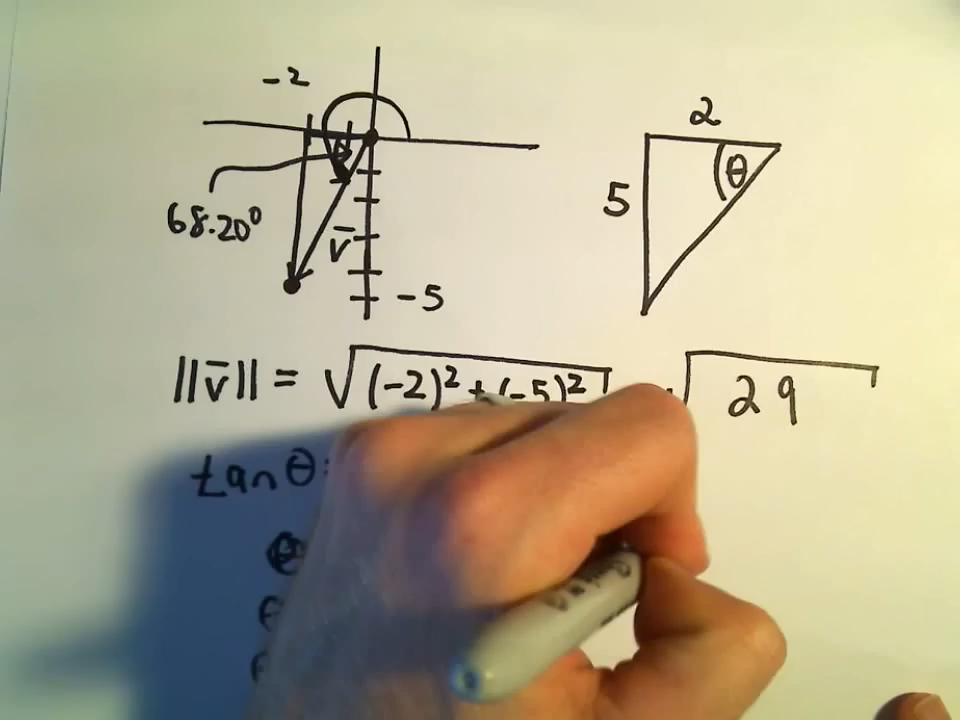 -2
2
θ
5
68.20°
v̅
-5
||v̅|| = √(-2)² + (-5)² √29
tan θ